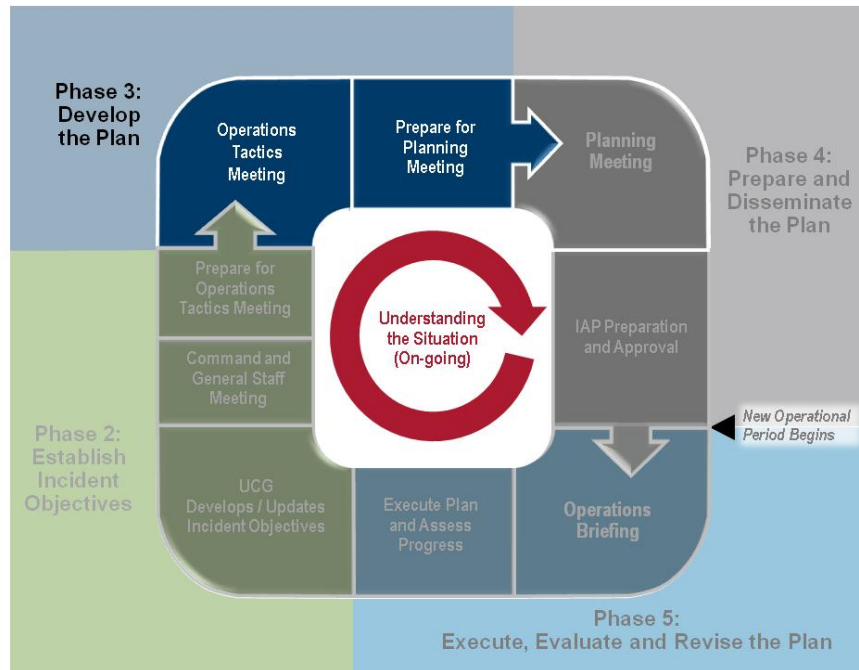 Phase 3:
Develop
the Plan
Operations
Tactics
Meeting
Prepare for
Planning
Meeting
Planning
Meeting
Phase 4:
Prepare and
Disseminate
the Plan
Prepare for
Operations
Tactics Meeting
Understanding
the Situation
(On-going)
IAP Preparation
and Approval
Command and
General Staff
Meeting
New Operational
Period Begins
Phase 2:
Establish
Incident
Objectives
UCG
Develops / Updates
Incident Objectives
Execute Plan
and Assess
Progress
Operations
Briefing
Phase 5:
Execute, Evaluate and Revise the Plan